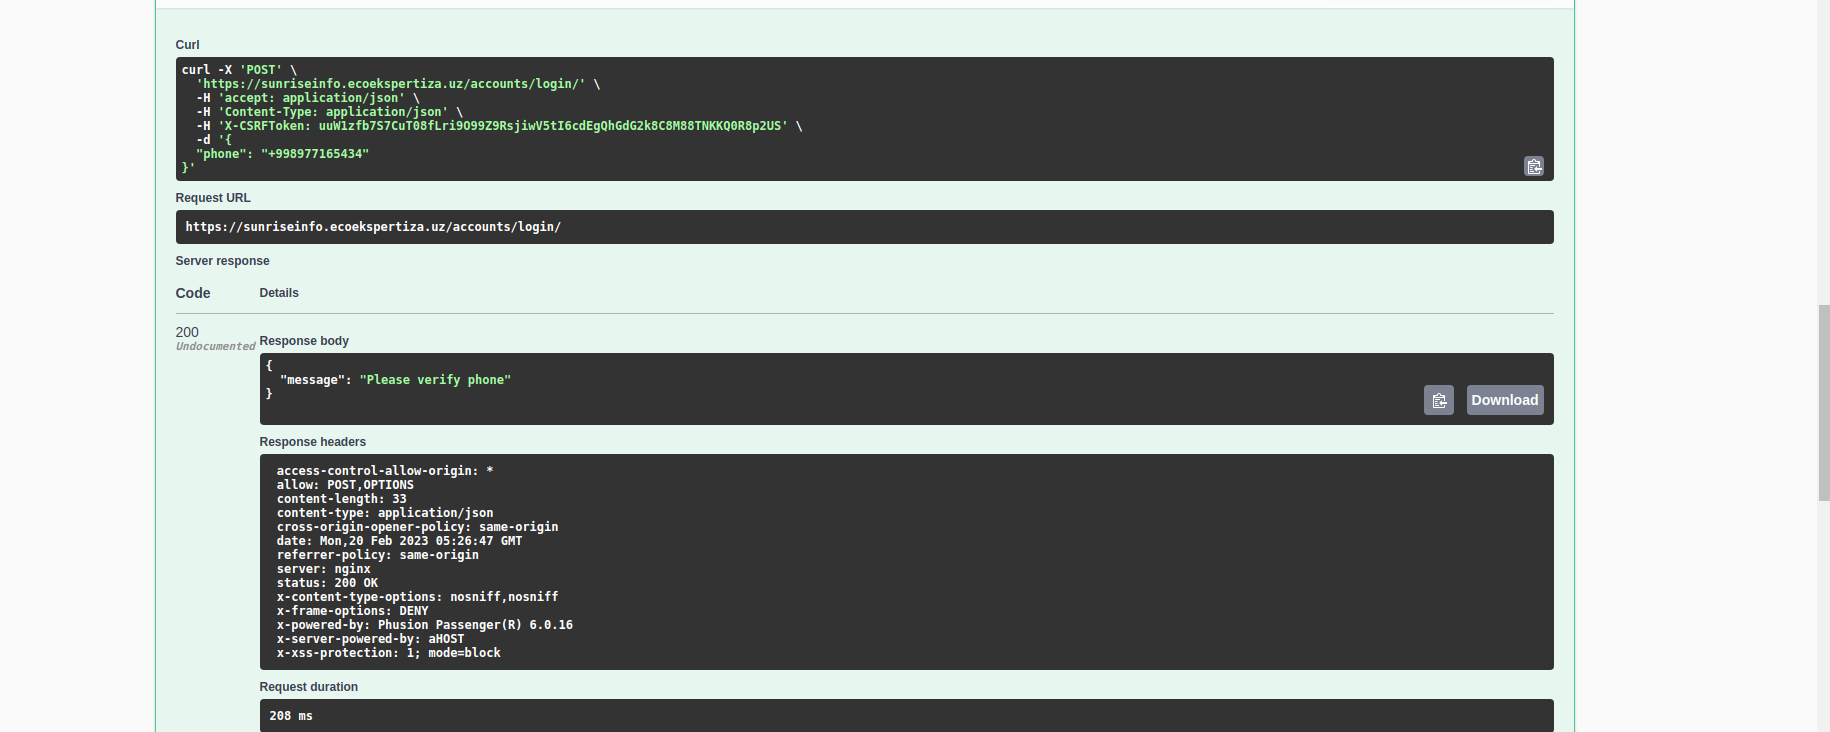 Curl
curl -X 'POST' \
'https://sunriseinfo.ecoekspertiza.uz/accounts/login/' \
-H 'accept: application/json' \
-H 'Content-Type: application/json' \
-H 'X-CSRFToken: uuW1zfb7S7CuT08fLri9O99Z9RsjiwV5tI6cdEgQhGdG2k8C8M88TNKKQ0R8p2US' \
-d '{
"phone": "+998977165434"
}'
Request URL
https://sunriseinfo.ecoekspertiza.uz/accounts/login/
Server response
Code Details
200
Undocumented
Response body
{
"message": "Please verify phone"
}
Download
Response headers
access-control-allow-origin: *
allow: POST,OPTIONS
content-length: 33
content-type: application/json
cross-origin-opener-policy: same-origin
date: Mon,20 Feb 2023 05:26:47 GMT
referrer-policy: same-origin
server: nginx
status: 200 OK
x-content-type-options: nosniff,nosniff
x-frame-options: DENY
x-powered-by: Phusion Passenger(R) 6.0.16
x-server-powered-by: aHOST
x-xss-protection: 1; mode=block
Request duration
208 ms